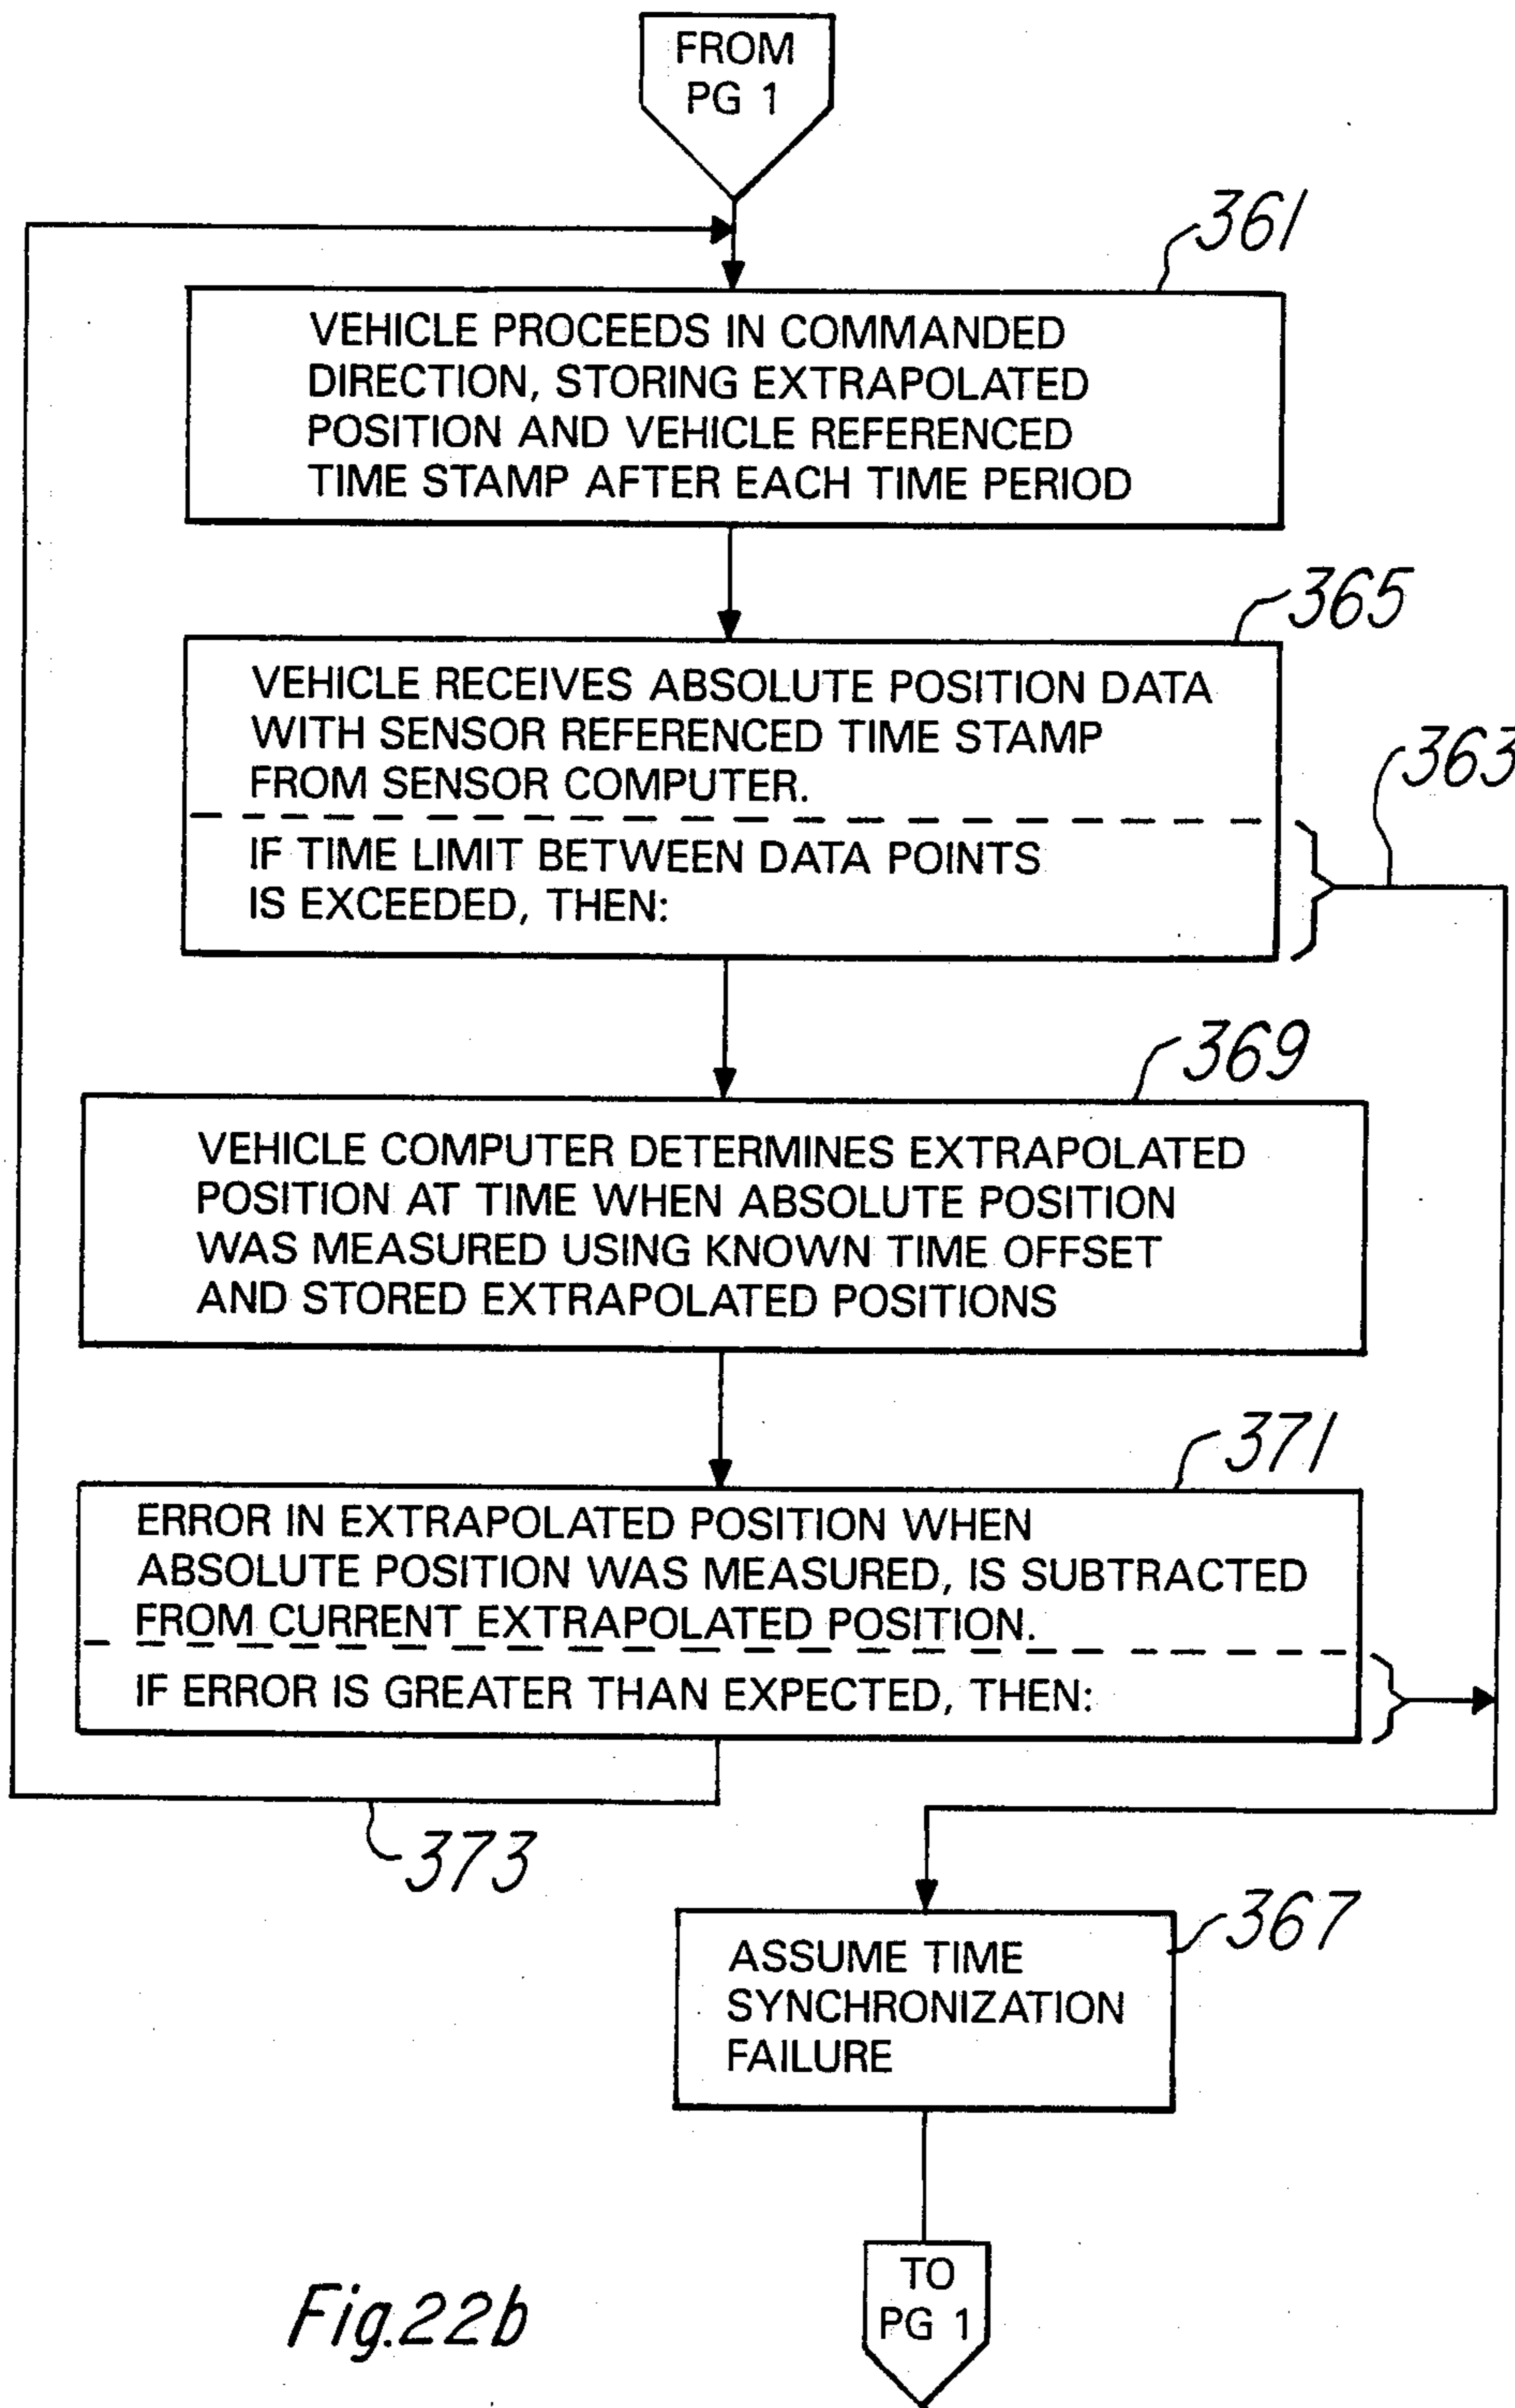 FROM
PG 1
361
VEHICLE PROCEEDS IN COMMANDED
DIRECTION, STORING EXTRAPOLATED
POSITION AND VEHICLE REFERENCED
TIME STAMP AFTER EACH TIME PERIOD
365
VEHICLE RECEIVES ABSOLUTE POSITION DATA
WITH SENSOR REFERENCED TIME STAMP
FROM SENSOR COMPUTER.
363
IF TIME LIMIT BETWEEN DATA POINTS
IS EXCEEDED, THEN:
369
VEHICLE COMPUTER DETERMINES EXTRAPOLATED
POSITION AT TIME WHEN ABSOLUTE POSITION
WAS MEASURED USING KNOWN TIME OFFSET
AND STORED EXTRAPOLATED POSITIONS
371
ERROR IN EXTRAPOLATED POSITION WHEN
ABSOLUTE POSITION WAS MEASURED, IS SUBTRACTED
FROM CURRENT EXTRAPOLATED POSITION.
IF ERROR IS GREATER THAN EXPECTED, THEN:
373
367
ASSUME TIME
SYNCHRONIZATION
FAILURE
TO
PG 1
Fig.22b